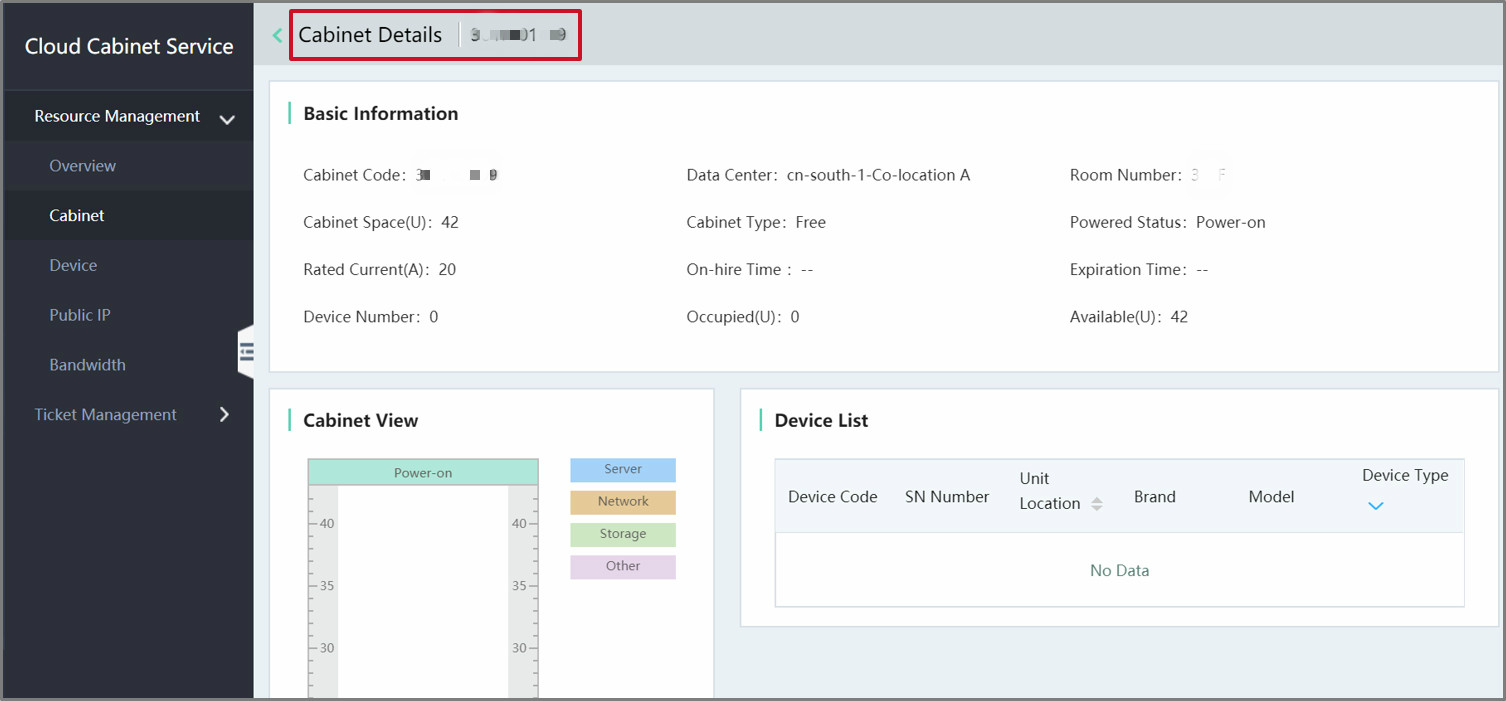 Cloud Cabinet Service
Resource Management
Overview
Cabinet
Device
Public IP
Bandwidth
Ticket Management
Cabinet Details
Basic Information
Cabinet Code:
Data Center: cn-south-1-Co-location A
Room Number:
Cabinet Space(U): 42
Cabinet Type: Free
Powered Status: Power-on
Rated Current(A): 20
On-hire Time : --
Expiration Time: --
Device Number: 0
Occupied(U): 0
Available(U): 42
Cabinet View
Power-on
40 40
35 35
30 30
Server
Network
Storage
Other
Device List
Device Code
SN Number
Unit
Location
Brand
Model
Device Type
No Data